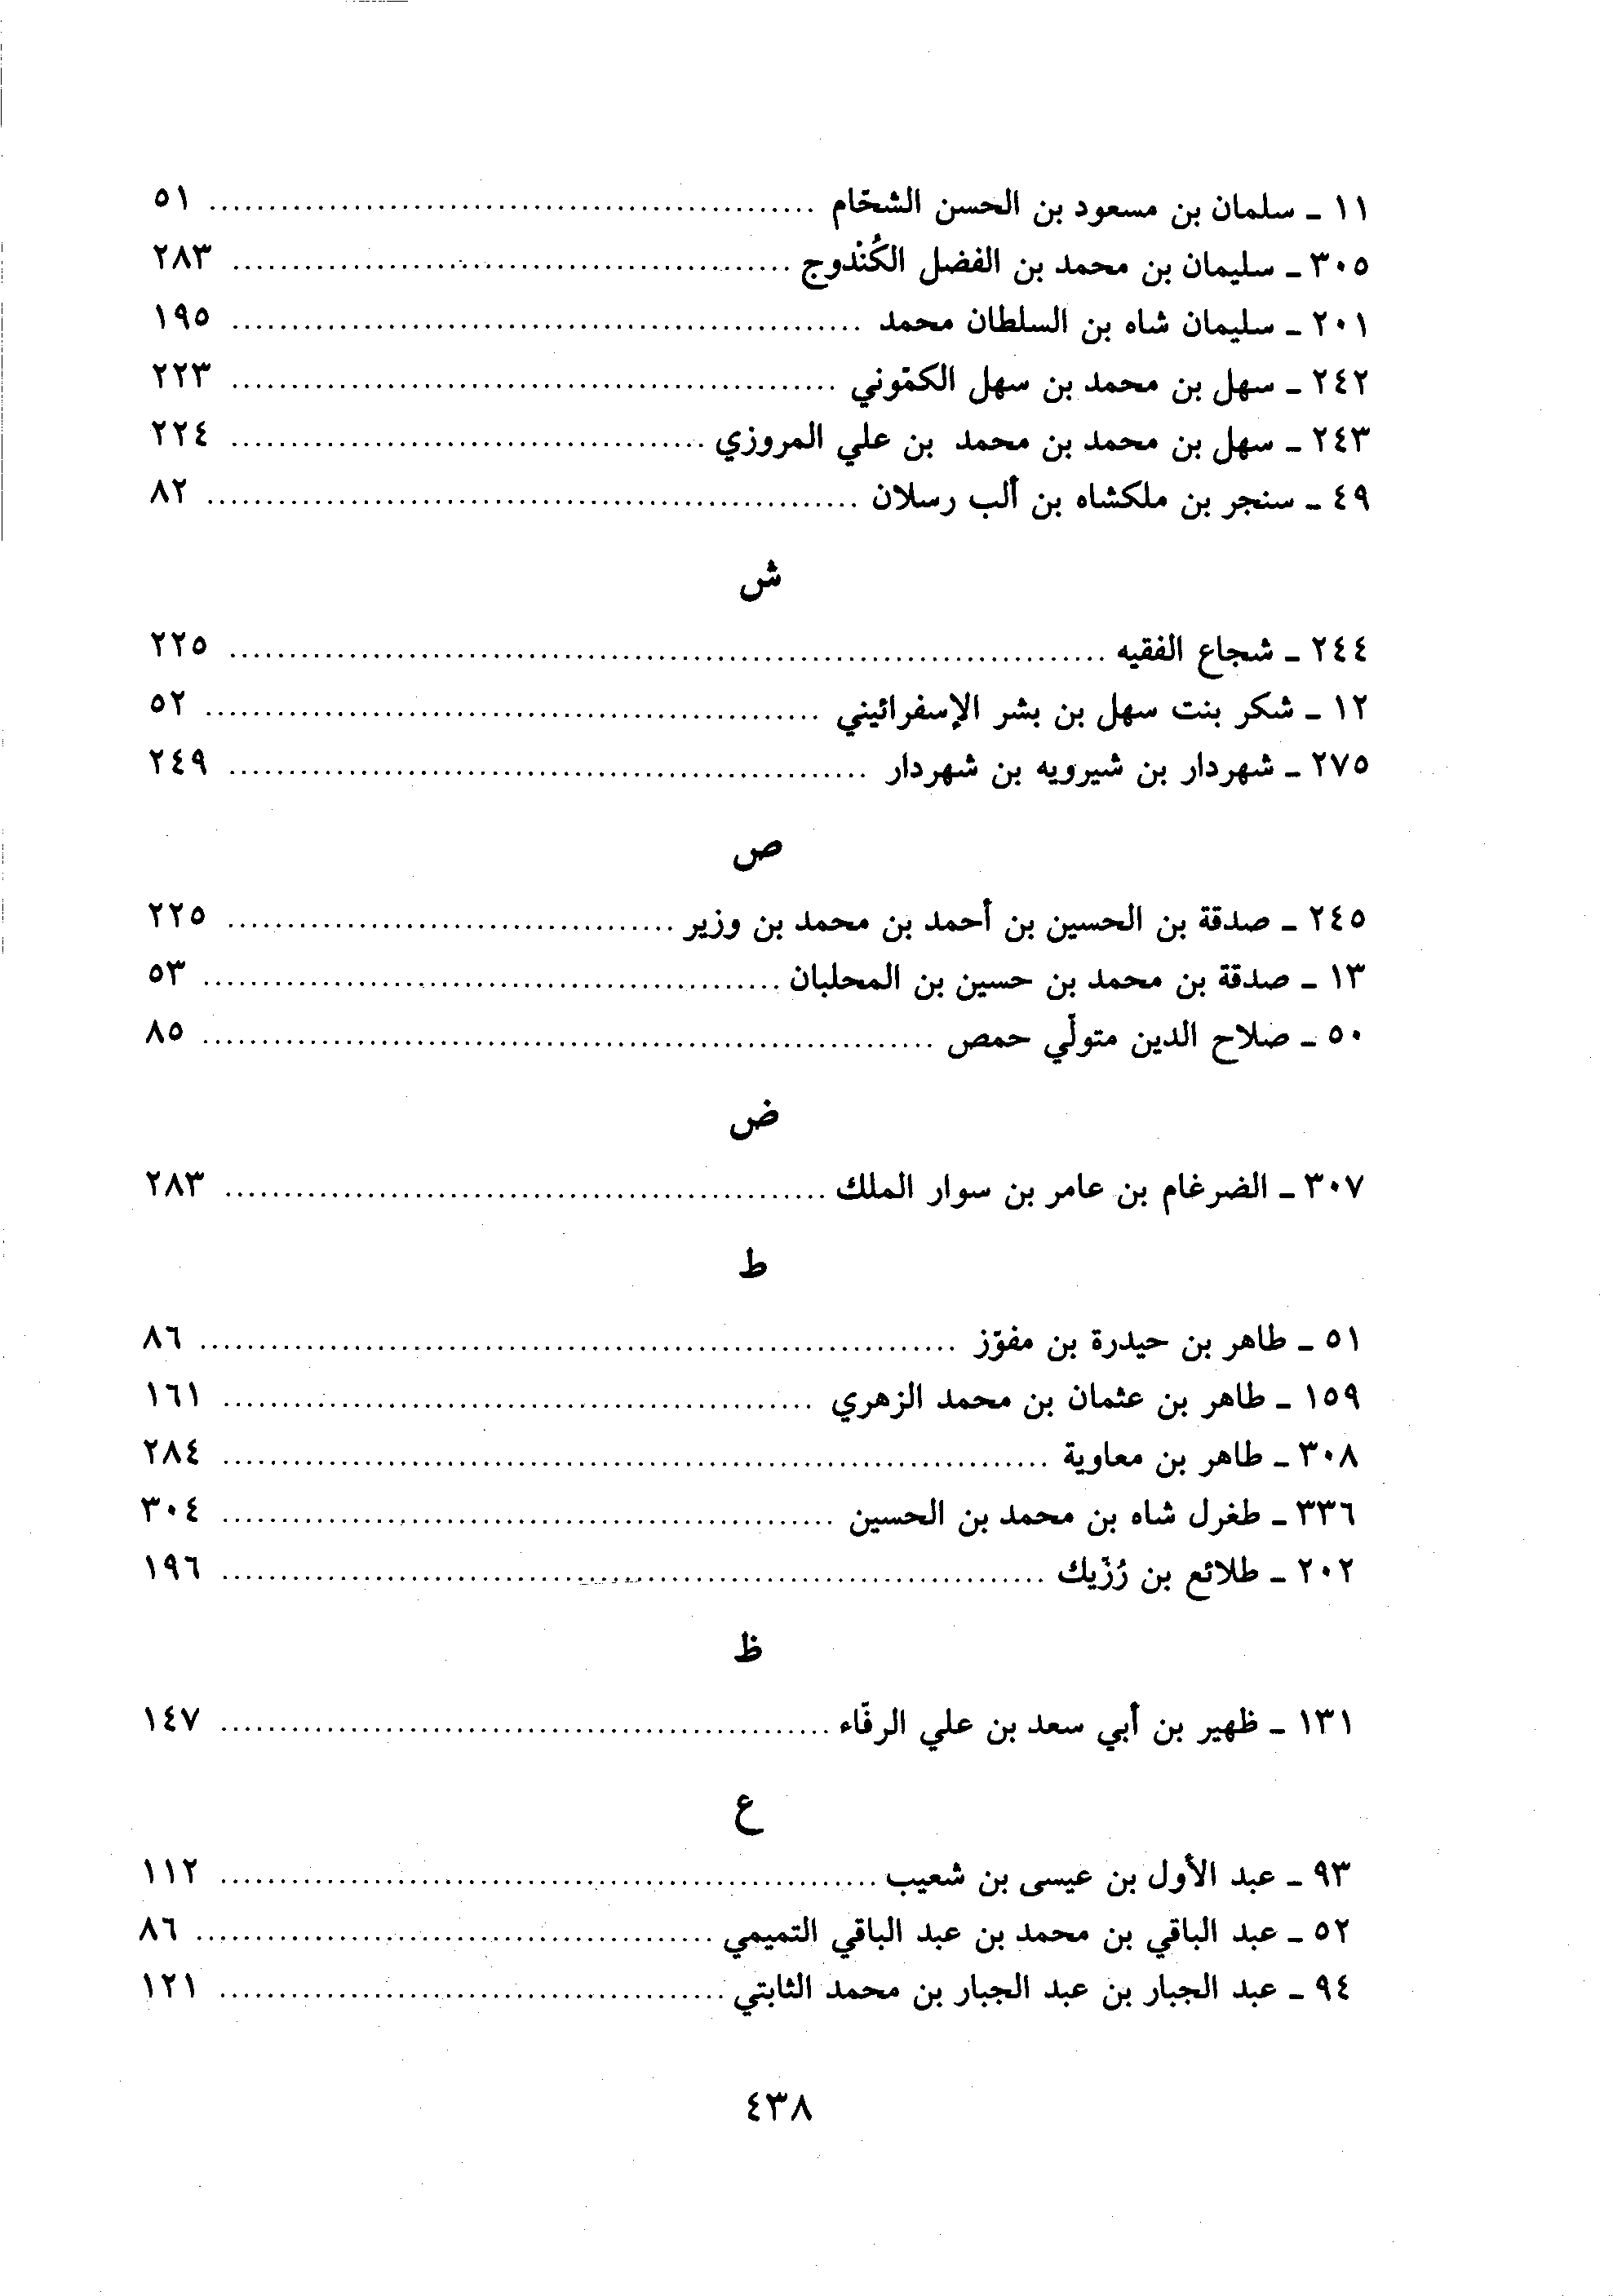 ١١ ـ سلمان بن مسعود بن الحسن الشحّام ........ ٥١
٣٠٥ ـ سليمان بن محمد بن الفضل الكُنْدوج ........ ٢٨٣
٢٠١ ـ سليمان شاه بن السلطان محمد ........ ١٩٥
٢٤٢ ـ سهل بن محمد بن سهل الكمّوني ........ ٢٢٣
٢٤٣ ـ سهل بن محمد بن محمد بن علي المروزي ........ ٢٢٤
٤٩ ـ سنجر بن ملكشاه بن ألب رسلان ........ ٨٢
ش
٢٤٤ ـ شجاع الفقيه ........ ٢٢٥
١٢ ـ شكر بنت سهل بن بشر الإسفرائيني ........ ٥٢
٢٧٥ ـ شهردار بن شيرويه بن شهردار ........ ٢٤٩
ص
٢٤٥ ـ صدقة بن الحسين بن أحمد بن محمد بن وزير ........ ٢٢٥
١٣ ـ صدقة بن محمد بن حسين بن المحلبان ........ ٥٣
٥٠ ـ صلاح الدين متولّي حمص ........ ٨٥
ض
٣٠٧ ـ الضرغام بن عامر بن سوار الملك ........ ٢٨٣
ط
٥١ ـ طاهر بن حيدرة بن مفوّز ........ ٨٦
١٥٩ ـ طاهر بن عثمان بن محمد الزهري ........ ١٦١
٣٠٨ ـ طاهر بن معاوية ........ ٢٨٤
٣٣٦ ـ طغرل شاه بن محمد بن الحسين ........ ٣٠٤
٢٠٢ ـ طلائع بن رُزّيك ........ ١٩٦
ظ
١٣١ ـ ظهير بن أبي سعد بن علي الرفّاء ........ ١٤٧
ع
٩٣ ـ عبد الأول بن عيسى بن شعيب ........ ١١٢
٥٢ ـ عبد الباقي بن محمد بن عبد الباقي التميمي ........ ٨٦
٩٤ ـ عبد الجبار بن عبد الجبار بن محمد الثابتي ........ ١٢١
٤٣٨